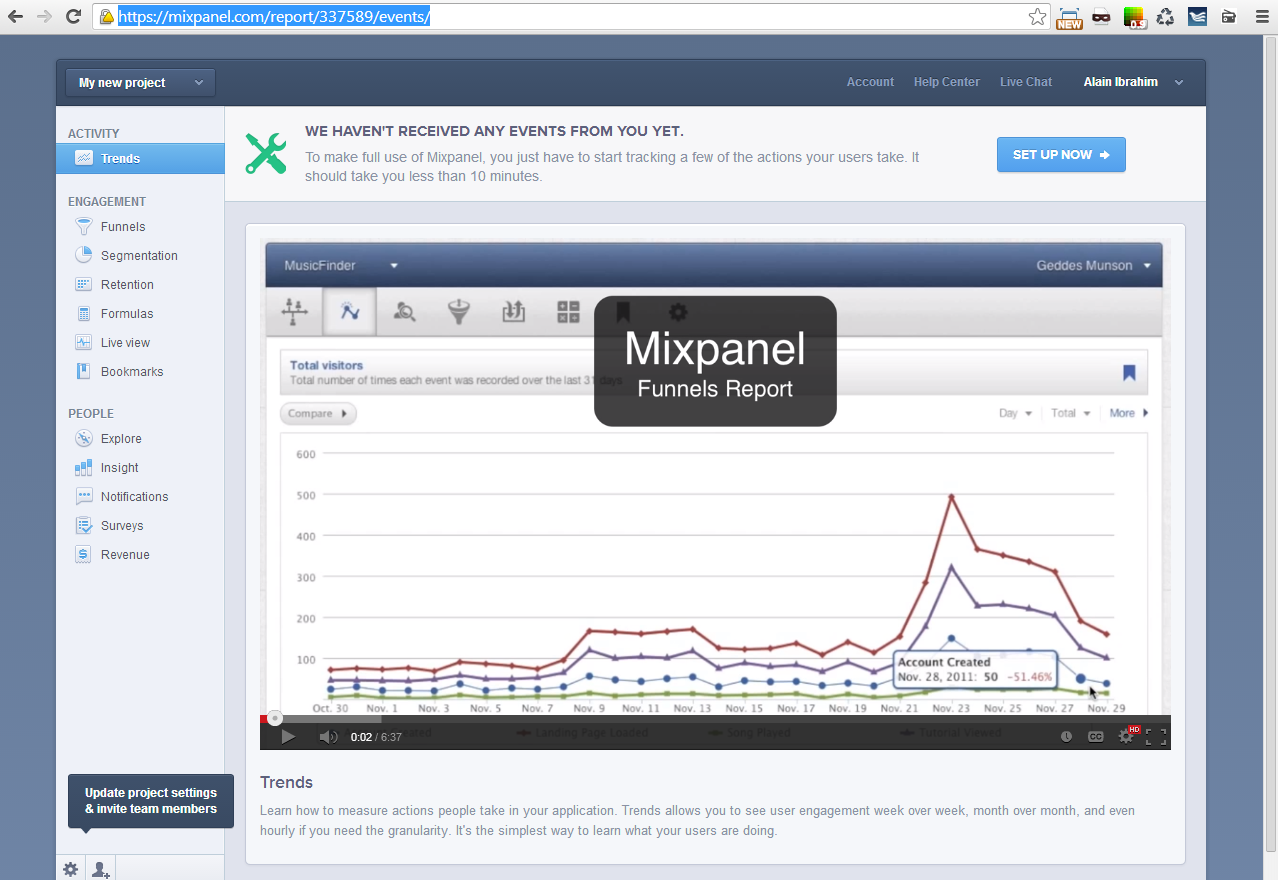 https://mixpanel.com/report/337589/events/
NEW
0.9
My new project
Account Help Center Live Chat Alain Ibrahim
ACTIVITY
Trends
ENGAGEMENT
Funnels
Segmentation
Retention
Formulas
Live view
Bookmarks
PEOPLE
Explore
Insight
Notifications
Surveys
Revenue
Update project settings
& invite team members
WE HAVEN'T RECEIVED ANY EVENTS FROM YOU YET.
To make full use of Mixpanel, you just have to start tracking a few of the actions your users take. It
should take you less than 10 minutes.
SET UP NOW
MusicFinder Geddes Munson
Mixpanel
Funnels Report
Total visitors
Total number of times each event was recorded over the last 31 days
Compare Day Total More
600
500
400
300
200
100
Account Created
Nov. 28, 2011: 50 -51.46%
Oct. 30 Nov. 1 Nov. 3 Nov. 5 Nov. 7 Nov. 9 Nov. 11 Nov. 13 Nov. 15 Nov. 17 Nov. 19 Nov. 21 Nov. 23 Nov. 25 Nov. 27 Nov. 29
Landing Page Loaded Song Played Tutorial Viewed
0:02 / 6:37 CC HD
Trends
Learn how to measure actions people take in your application. Trends allows you to see user engagement week over week, month over month, and even
hourly if you need the granularity. It's the simplest way to learn what your users are doing.